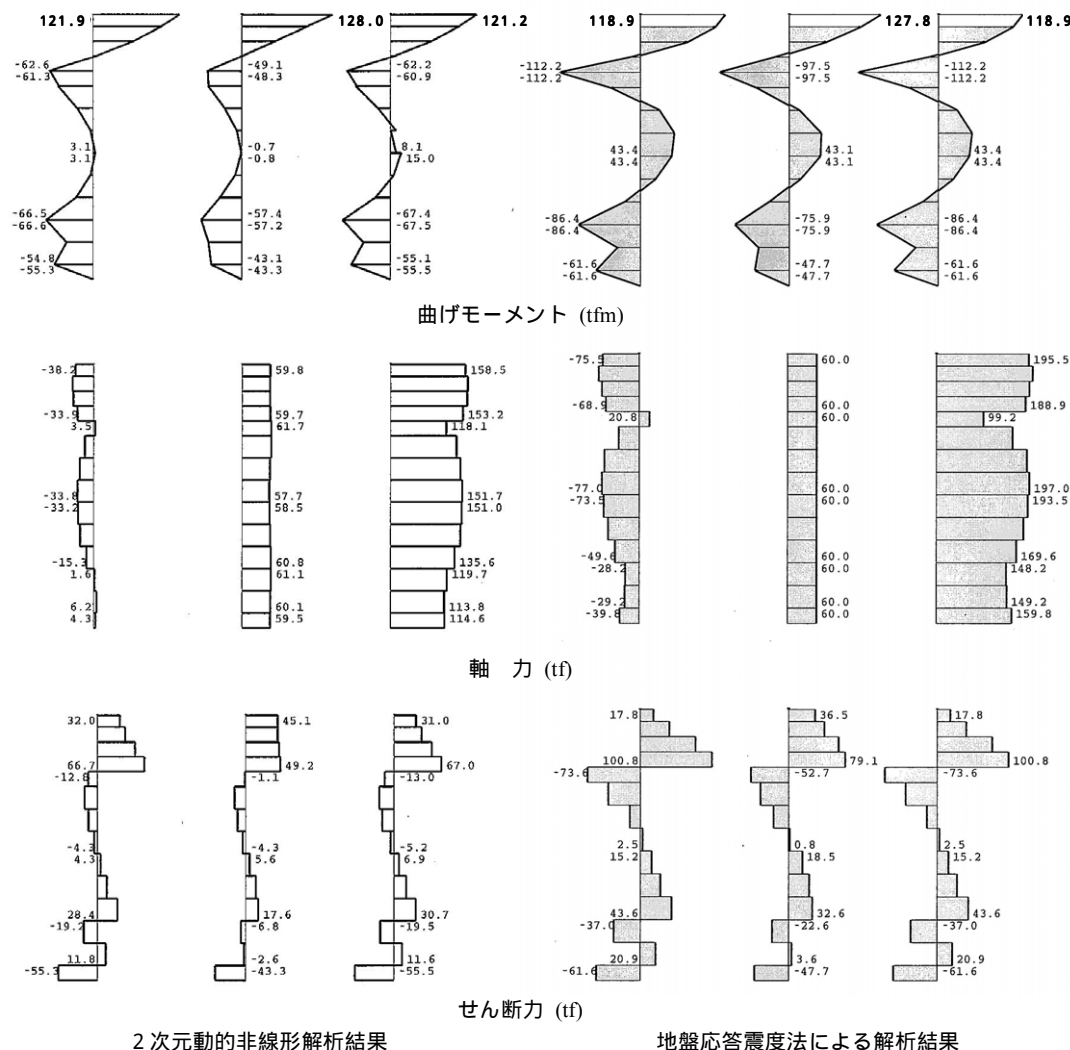 121.9 128.0 121.2 118.9 127.8 118.9
-62.6 -49.1 -62.2 -112.2 -97.5 -112.2
-61.3 -48.3 -60.9 -112.2 -97.5 -112.2
3.1 -0.7 8.1 43.4 43.1 43.4
3.1 -0.8 15.0 43.4 43.1 43.4
-66.5 -57.4 -67.4 -86.4 -75.9 -86.4
-66.6 -57.2 -67.5 -86.4 -75.9 -86.4
-54.8 -43.1 -55.1 -61.6 -47.7 -61.6
-55.3 -43.3 -55.5 -61.6 -47.7 -61.6
曲げモーメント (tfm)
-38.2 59.8 158.5 -75.5 60.0 195.5
-33.9 59.7 153.2 -68.9 60.0 188.9
3.5 61.7 118.1 20.8 60.0 99.2
-33.8 57.7 151.7 -77.0 60.0 197.0
-33.2 58.5 151.0 -73.5 60.0 193.5
-15.3 60.8 135.6 -49.6 60.0 169.6
1.6 61.1 119.7 -28.2 60.0 148.2
6.2 60.1 113.8 -29.2 60.0 149.2
4.3 59.5 114.6 -39.8 60.0 159.8
軸 力 (tf)
32.0 45.1 31.0 17.8 36.5 17.8
66.7 49.2 67.0 100.8 79.1 100.8
-12.8 -1.1 -13.0 -73.6 -52.7 -73.6
-4.3 -4.3 -5.2 2.5 0.8 2.5
4.3 5.6 6.9 15.2 18.5 15.2
28.4 17.6 30.7 43.6 32.6 43.6
-19.2 -6.8 -19.5 -37.0 -22.6 -37.0
11.8 -2.6 11.6 20.9 3.6 20.9
-55.3 -43.3 -55.5 -61.6 -47.7 -61.6
せん断力 (tf)
2次元動的非線形解析結果 地盤応答震度法による解析結果